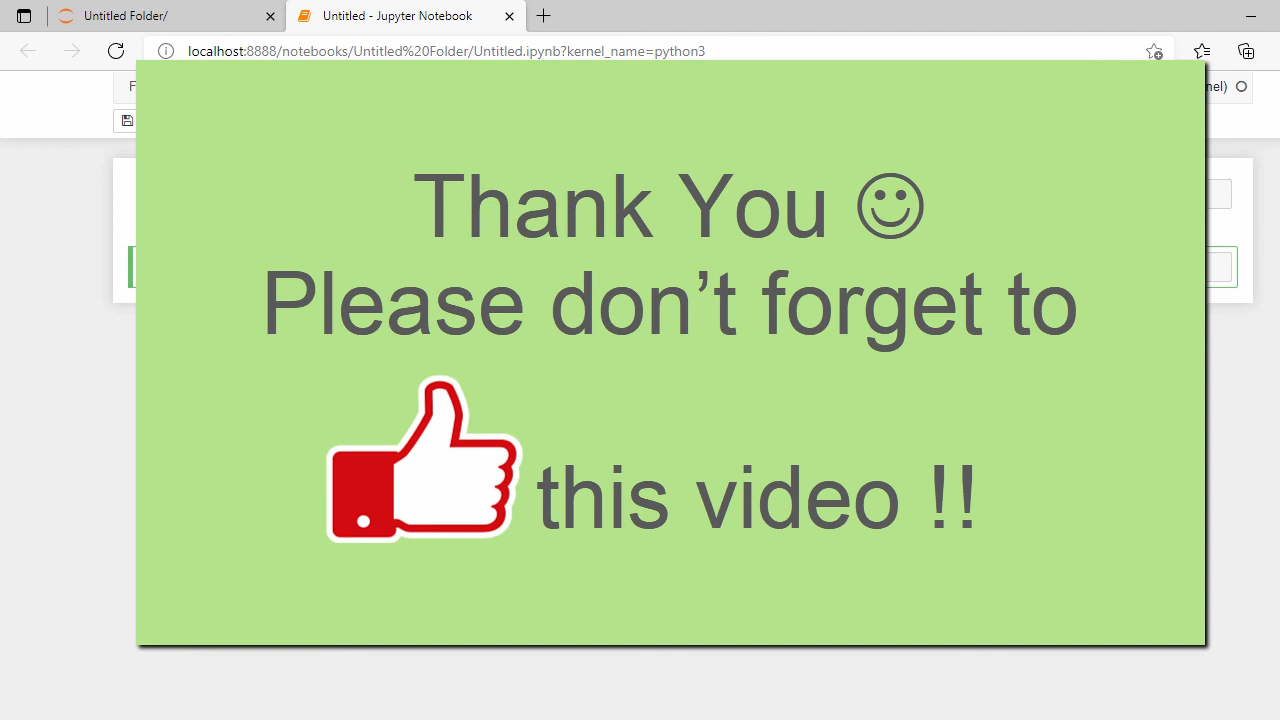 Untitled Folder/
Untitled - Jupyter Notebook
localhost:8888/notebooks/Untitled%20Folder/Untitled.ipynb?kernel_name=python3
Thank You ☺
Please don’t forget to
this video !!